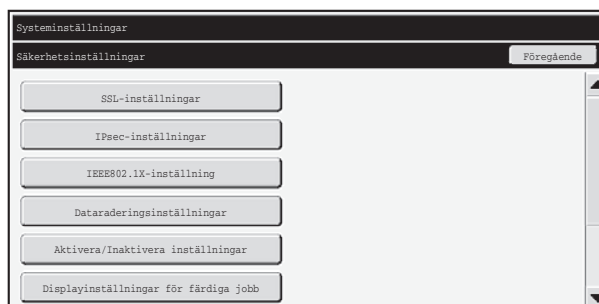 Systeminställningar
Säkerhetsinställningar
Föregående
SSL-inställningar
IPsec-inställningar
IEEE802.1X-inställning
Dataraderingsinställningar
Aktivera/Inaktivera inställningar
Displayinställningar för färdiga jobb